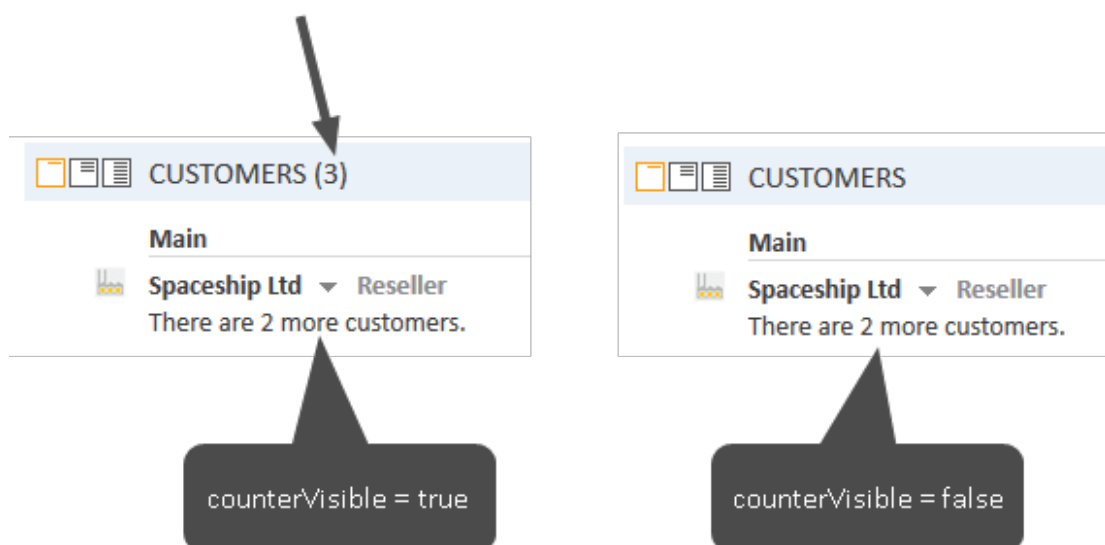 CUSTOMERS (3)
Main
Spaceship Ltd Reseller
There are 2 more customers.
counterVisible = true
CUSTOMERS
Main
Spaceship Ltd Reseller
There are 2 more customers.
counterVisible = false